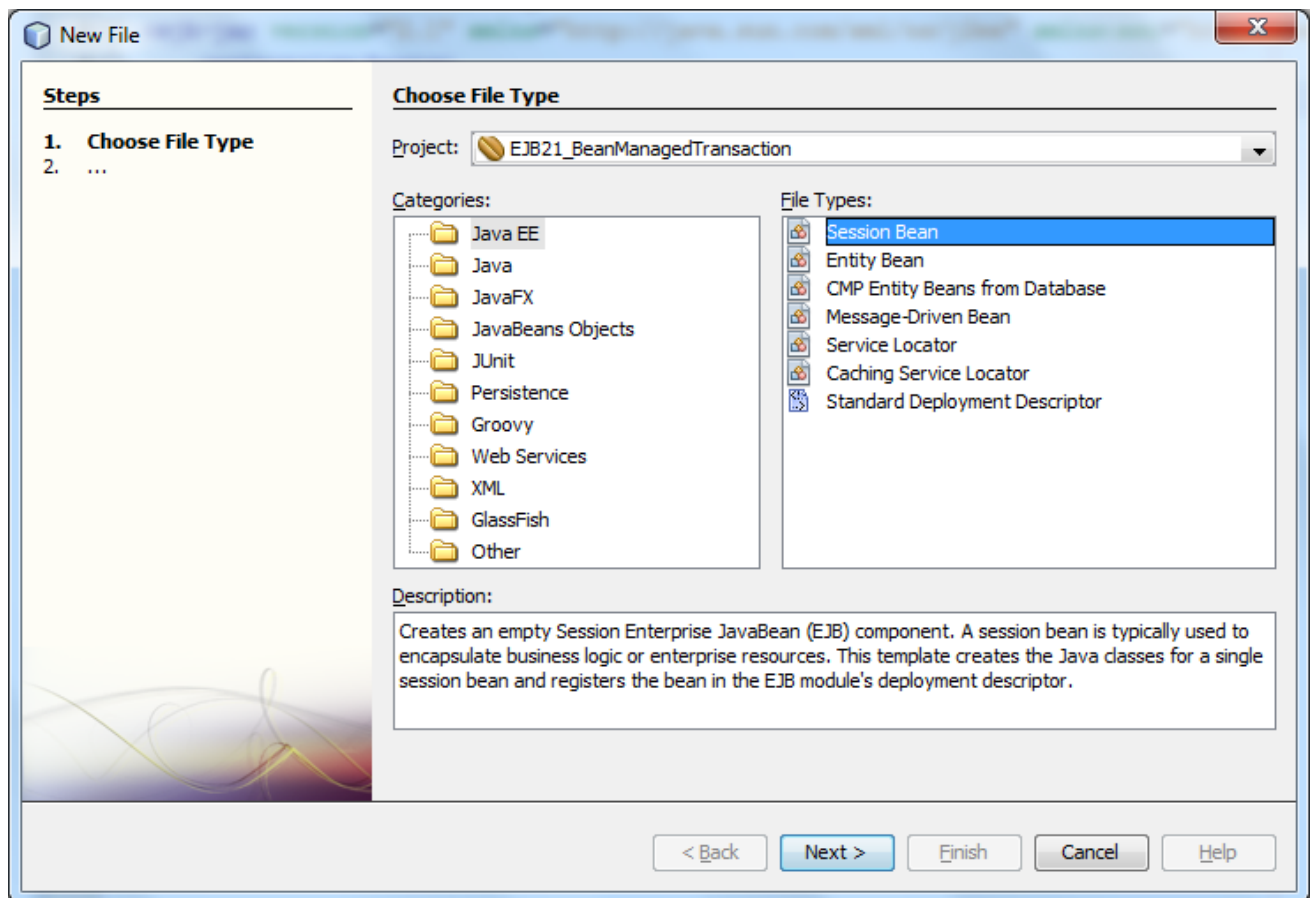 New File
Steps
1. Choose File Type
2. ...
Choose File Type
Project: EJB21_BeanManagedTransaction
Categories:
Java EE
Java
JavaFX
JavaBeans Objects
JUnit
Persistence
Groovy
Web Services
XML
GlassFish
Other
File Types:
Session Bean
Entity Bean
CMP Entity Beans from Database
Message-Driven Bean
Service Locator
Caching Service Locator
Standard Deployment Descriptor
Description:
Creates an empty Session Enterprise JavaBean (EJB) component. A session bean is typically used to
encapsulate business logic or enterprise resources. This template creates the Java classes for a single
session bean and registers the bean in the EJB module's deployment descriptor.
< Back
Next >
Finish
Cancel
Help